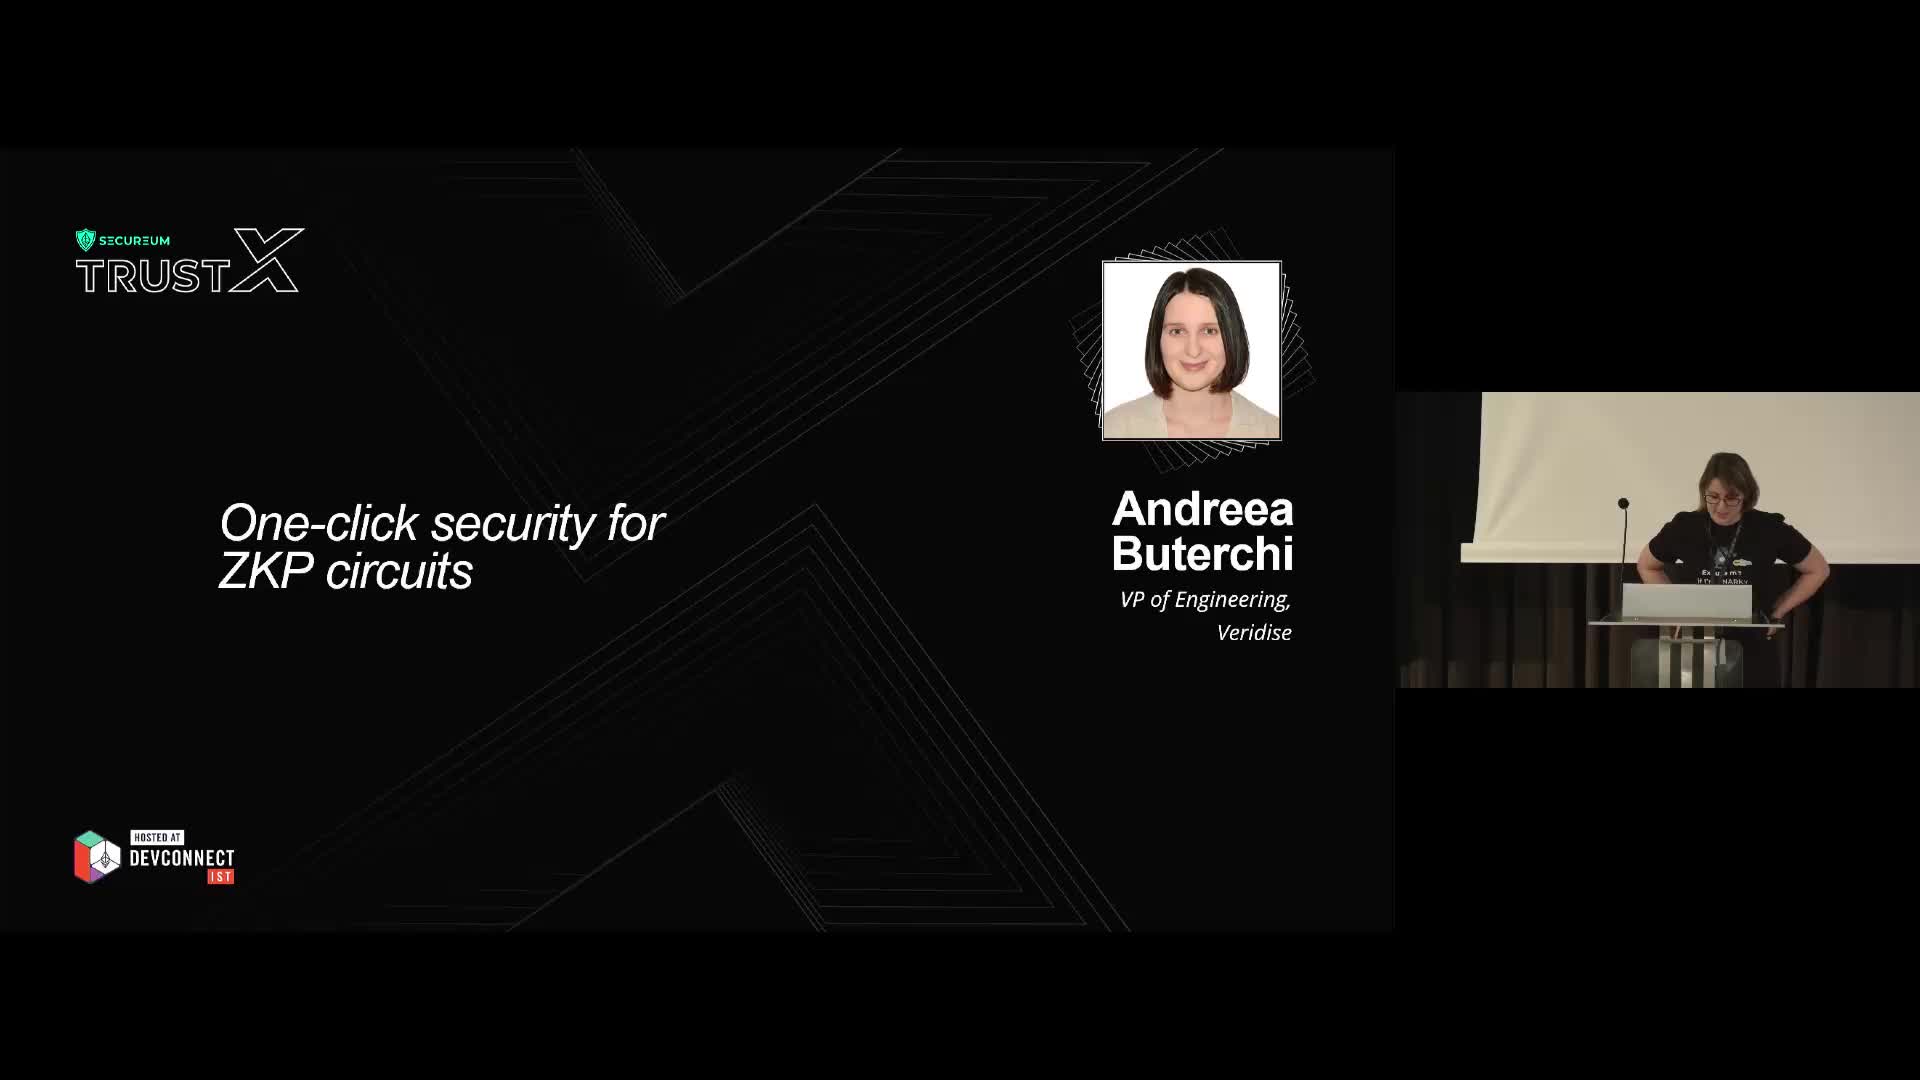 SECUREUM
TRUSTX
One-click security for
ZKP circuits
Andreea
Buterchi
VP of Engineering,
Veridise
HOSTED AT
DEVCONNECT
IST